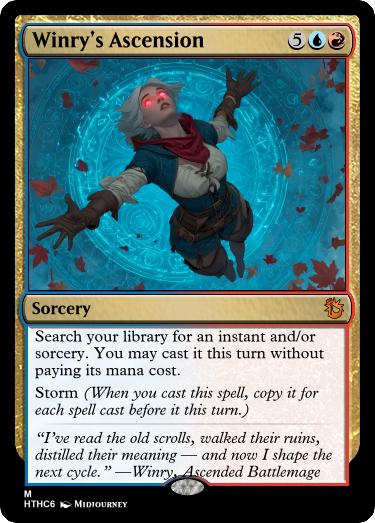 Winry's Ascension 5
Sorcery
Search your library for an instant and/or
sorcery. You may cast it this turn without
paying its mana cost.
Storm (When you cast this spell, copy it for
each spell cast before it this turn.)
“I've read the old scrolls, walked their ruins,
distilled their meaning — and now I shape the
next cycle.” —Winry, Ascended Battlemage
M
HTHC6 Midjourney